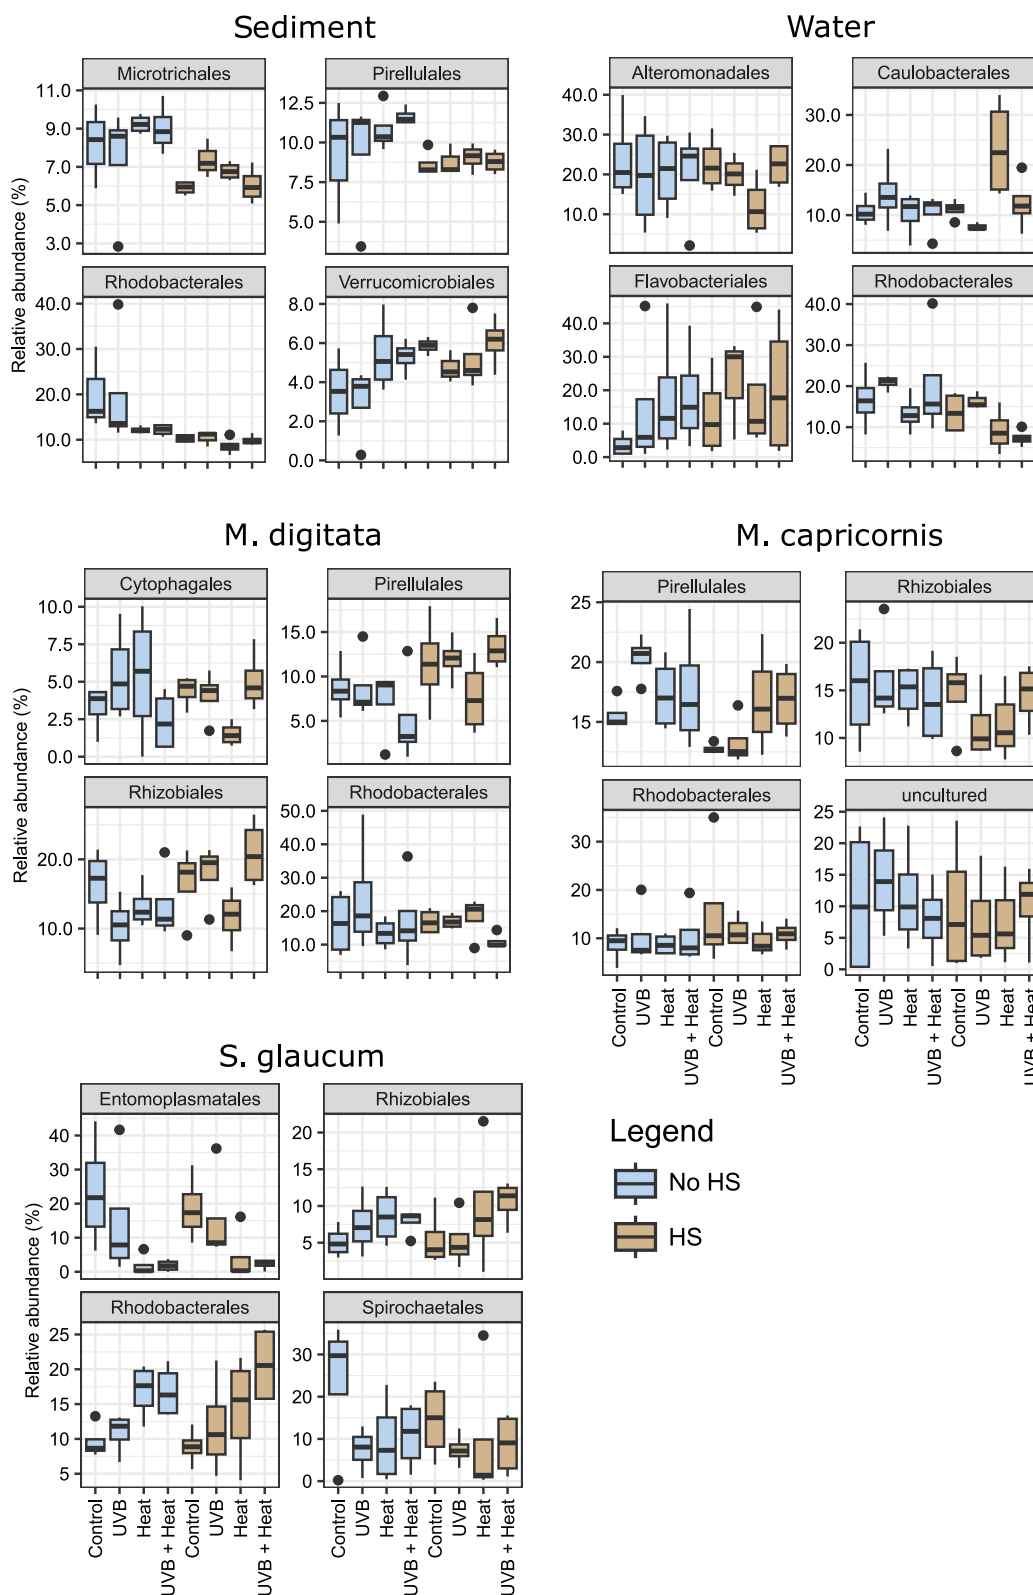 Sediment
Water
Microtrichales
Pirellulales
Alteromonadales
Caulobacterales
Relative abundance (%)
11.0
9.0
7.0
5.0
3.0
12.5
10.0
7.5
5.0
40.0
30.0
20.0
10.0
30.0
20.0
10.0
Rhodobacterales
Verrucomicrobiales
Flavobacteriales
Rhodobacterales
40.0
30.0
20.0
10.0
8.0
6.0
4.0
2.0
0.0
40.0
30.0
20.0
10.0
0.0
40.0
30.0
20.0
10.0
M. digitata
M. capricornis
Cytophagales
Pirellulales
Pirellulales
Rhizobiales
Relative abundance (%)
10.0
7.5
5.0
2.5
0.0
15.0
10.0
5.0
25
20
15
20
15
10
Rhizobiales
Rhodobacterales
Rhodobacterales
uncultured
20.0
10.0
50.0
40.0
30.0
20.0
10.0
30
20
10
25
20
15
10
5
0
Control
UVB
Heat
UVB + Heat
Control
UVB
Heat
UVB + Heat
Control
UVB
Heat
UVB + Heat
Control
UVB
Heat
UVB + Heat
S. glaucum
Entomoplasmatales
Rhizobiales
Relative abundance (%)
40
30
20
10
0
20
15
10
5
Rhodobacterales
Spirochaetales
25
20
15
10
5
30
20
10
0
Control
UVB
Heat
UVB + Heat
Control
UVB
Heat
UVB + Heat
Control
UVB
Heat
UVB + Heat
Control
UVB
Heat
UVB + Heat
Legend
No HS
HS